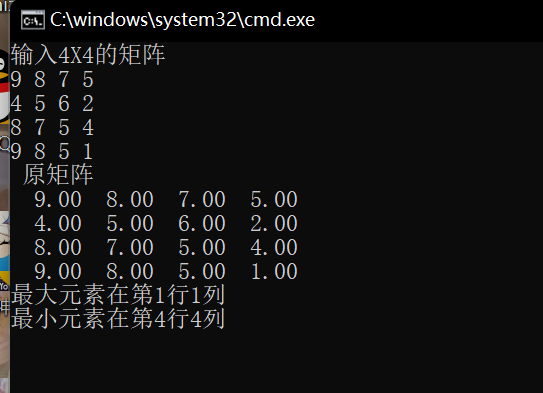 C:\windows\system32\cmd.exe
输入4X4的矩阵
9 8 7 5
4 5 6 2
8 7 5 4
9 8 5 1
原矩阵
9.00 8.00 7.00 5.00
4.00 5.00 6.00 2.00
8.00 7.00 5.00 4.00
9.00 8.00 5.00 1.00
最大元素在第1行1列
最小元素在第4行4列